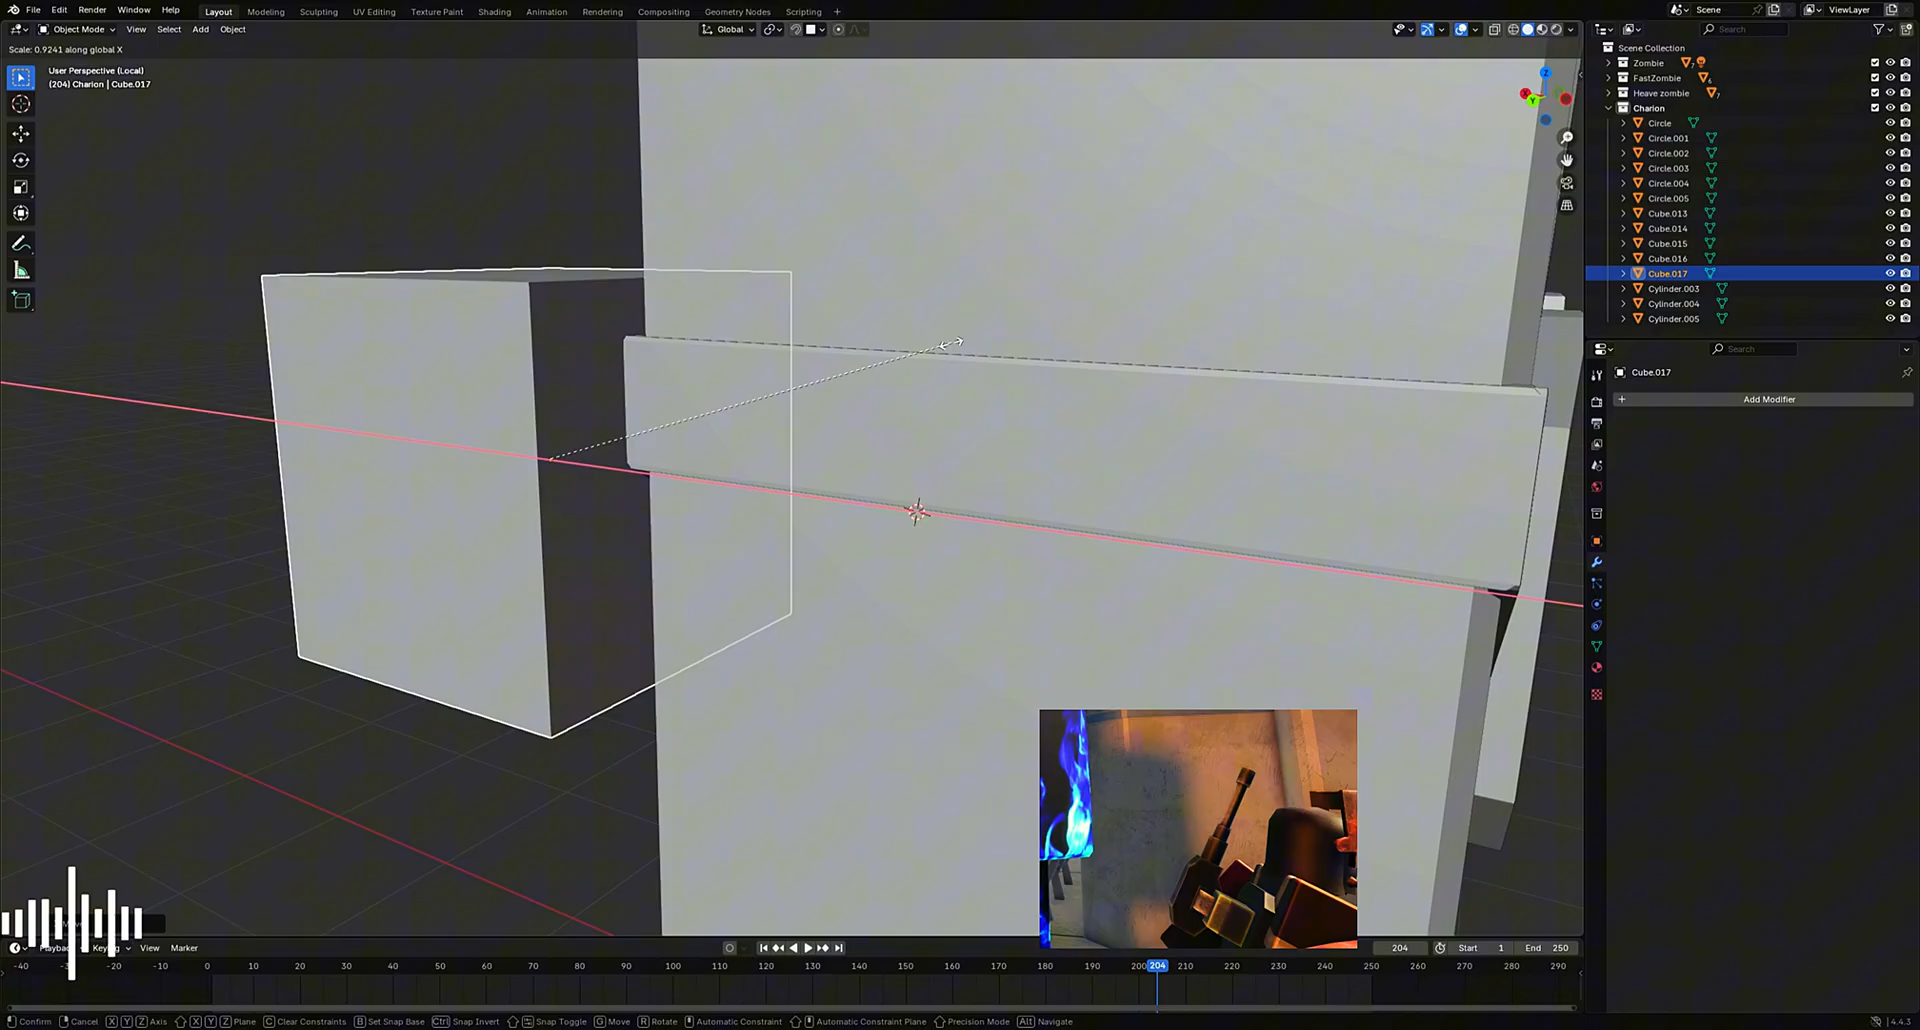 File Edit Render Window Help Layout Modeling Sculpting UV Editing Texture Paint Shading Animation Rendering Compositing Geometry Nodes Scripting + Scene ViewLayer
Object Mode View Select Add Object Global Search
Scale: 0.9241 along global X
User Perspective (Local)
(204) Charion | Cube.017
Z
X
Y
Scene Collection
Zombie 7
FastZombie 6
Heave zombie 7
Charion
Circle
Circle.001
Circle.002
Circle.003
Circle.004
Circle.005
Cube.013
Cube.014
Cube.015
Cube.016
Cube.017
Cylinder.003
Cylinder.004
Cylinder.005
Search
Cube.017
+ Add Modifier
Playback Keying View Marker 204 Start 1 End 250
-40 -20 -10 0 10 20 30 40 50 60 70 80 90 100 110 120 130 140 150 160 170 180 190 200 204 210 220 230 240 250 260 270 280 290
Confirm Cancel X Y Z Axis X Y Z Plane C Clear Constraints B Set Snap Base Ctrl Snap Invert Snap Toggle G Move R Rotate Automatic Constraint Automatic Constraint Plane Precision Mode Alt Navigate 4.4.3